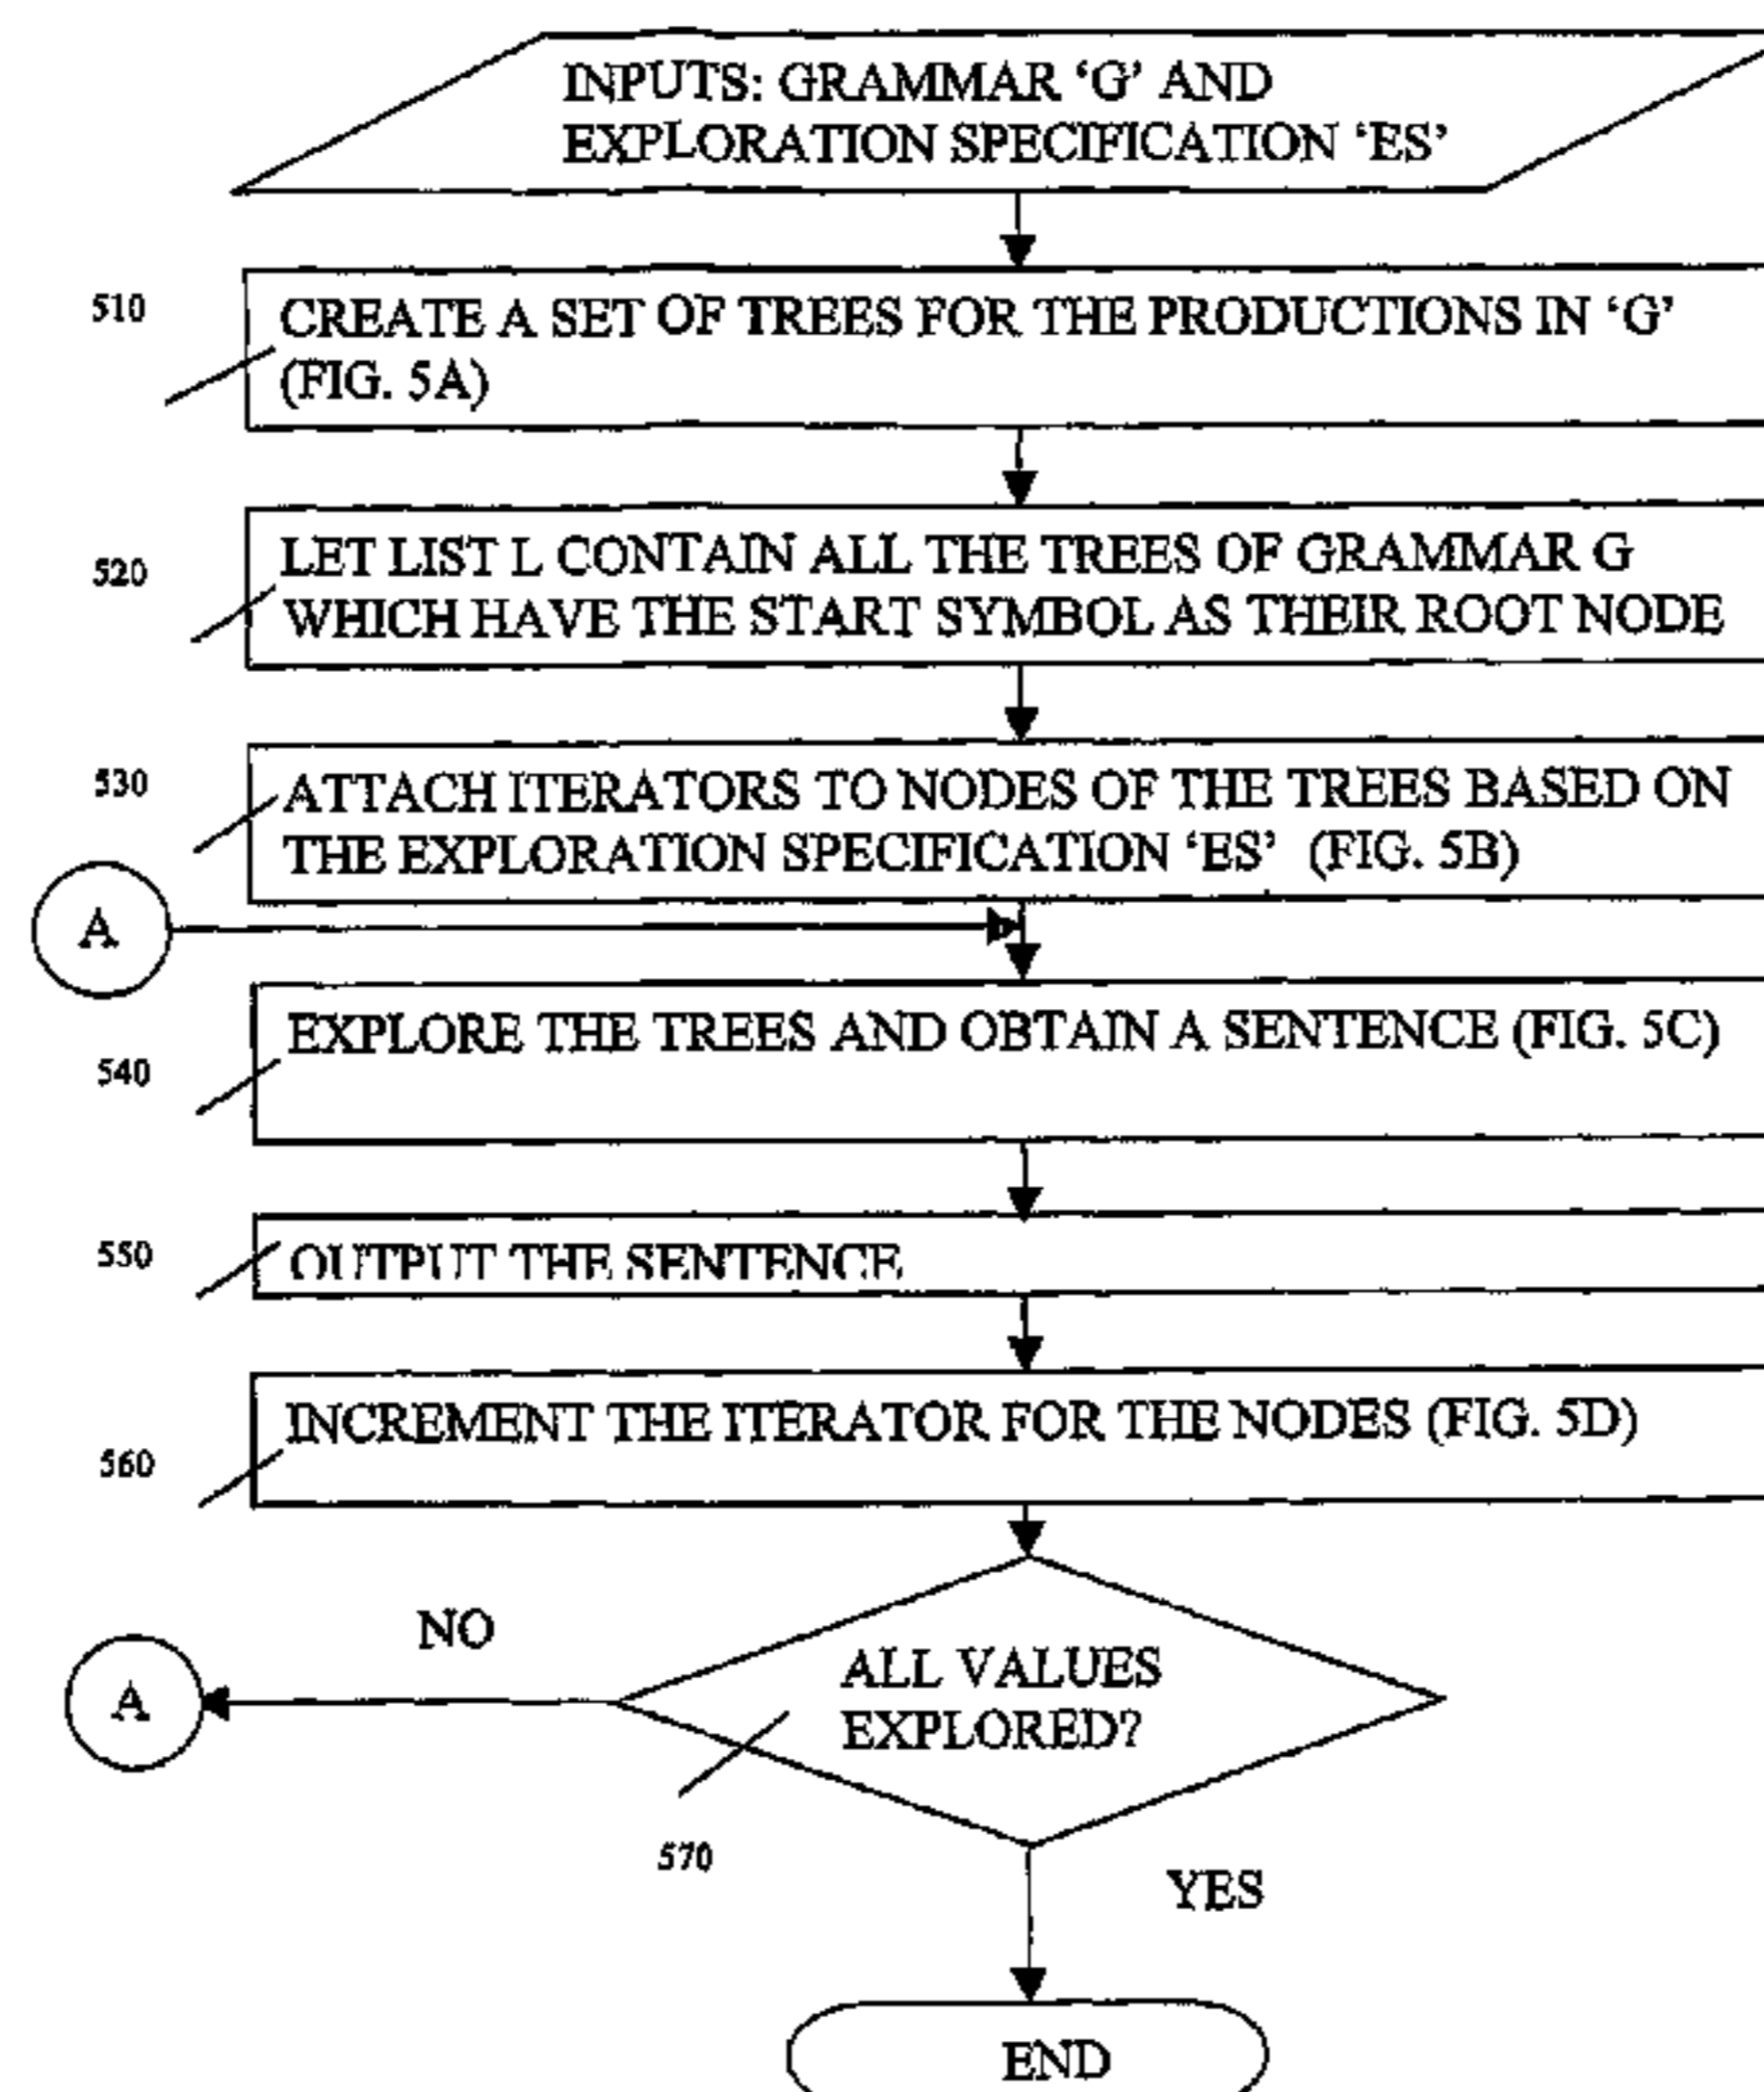 INPUTS: GRAMMAR ‘G’ AND
EXPLORATION SPECIFICATION ‘ES’
510
CREATE A SET OF TREES FOR THE PRODUCTIONS IN ‘G’
(FIG. 5A)
520
LET LIST L CONTAIN ALL THE TREES OF GRAMMAR G
WHICH HAVE THE START SYMBOL AS THEIR ROOT NODE
530
ATTACH ITERATORS TO NODES OF THE TREES BASED ON
THE EXPLORATION SPECIFICATION ‘ES’ (FIG. 5B)
A
EXPLORE THE TREES AND OBTAIN A SENTENCE (FIG. 5C)
540
550
OUTPUT THE SENTENCE
INCREMENT THE ITERATOR FOR THE NODES (FIG. 5D)
560
NO
A
ALL VALUES
EXPLORED?
570
YES
END